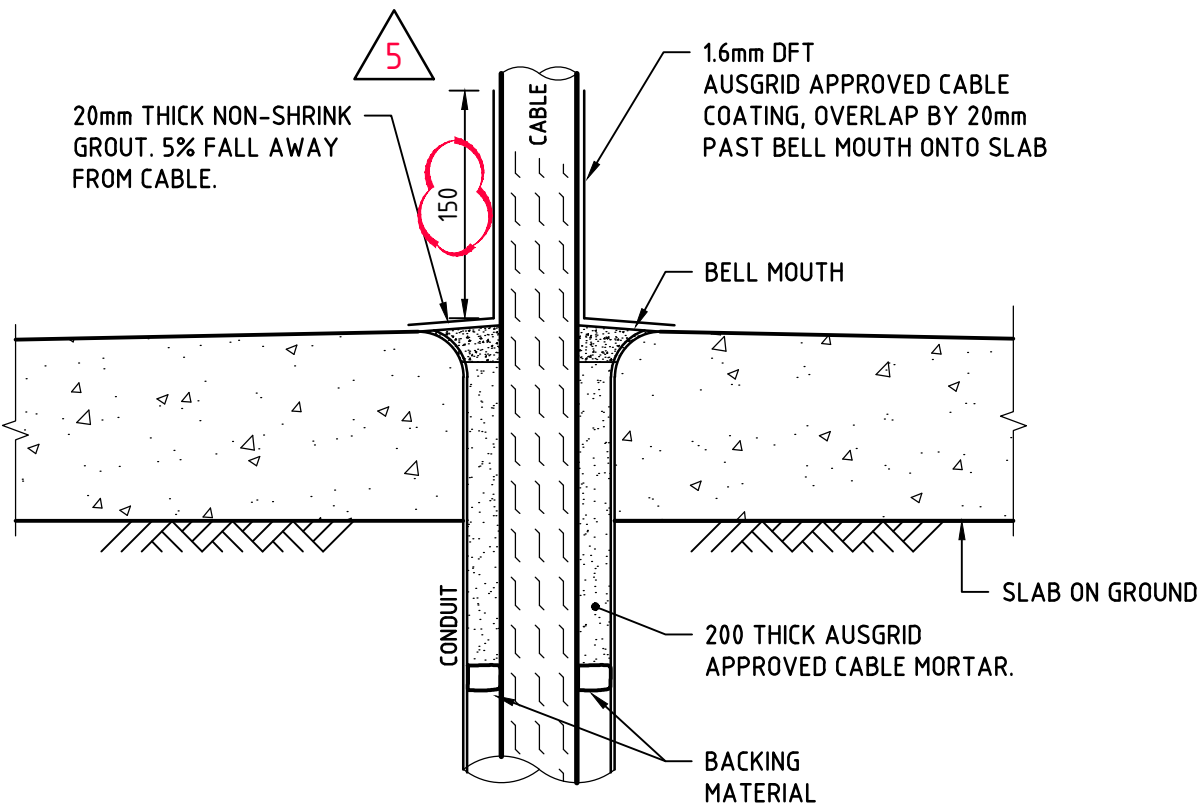 5
20mm THICK NON-SHRINK
GROUT. 5% FALL AWAY
FROM CABLE.
150
CABLE
1.6mm DFT
AUSGRID APPROVED CABLE
COATING, OVERLAP BY 20mm
PAST BELL MOUTH ONTO SLAB
BELL MOUTH
SLAB ON GROUND
CONDUIT
200 THICK AUSGRID
APPROVED CABLE MORTAR.
BACKING
MATERIAL